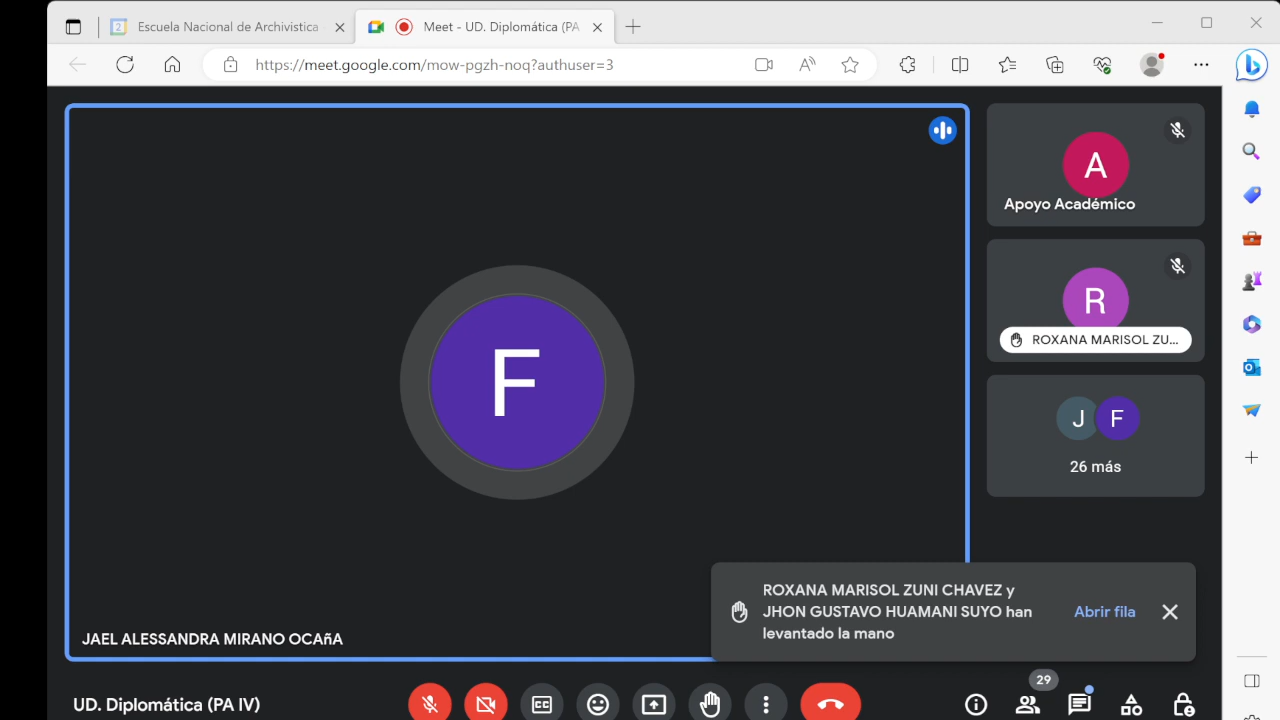 Escuela Nacional de Archivistica
Meet - UD. Diplomática (PA
https://meet.google.com/mow-pgzh-noq?authuser=3
A
Apoyo Académico
R
ROXANA MARISOL ZU...
F
J F
26 más
ROXANA MARISOL ZUNI CHAVEZ y
JHON GUSTAVO HUAMANI SUYO han
levantado la mano
Abrir fila
JAEL ALESSANDRA MIRANO OCAñA
29
UD. Diplomática (PA IV)
CC